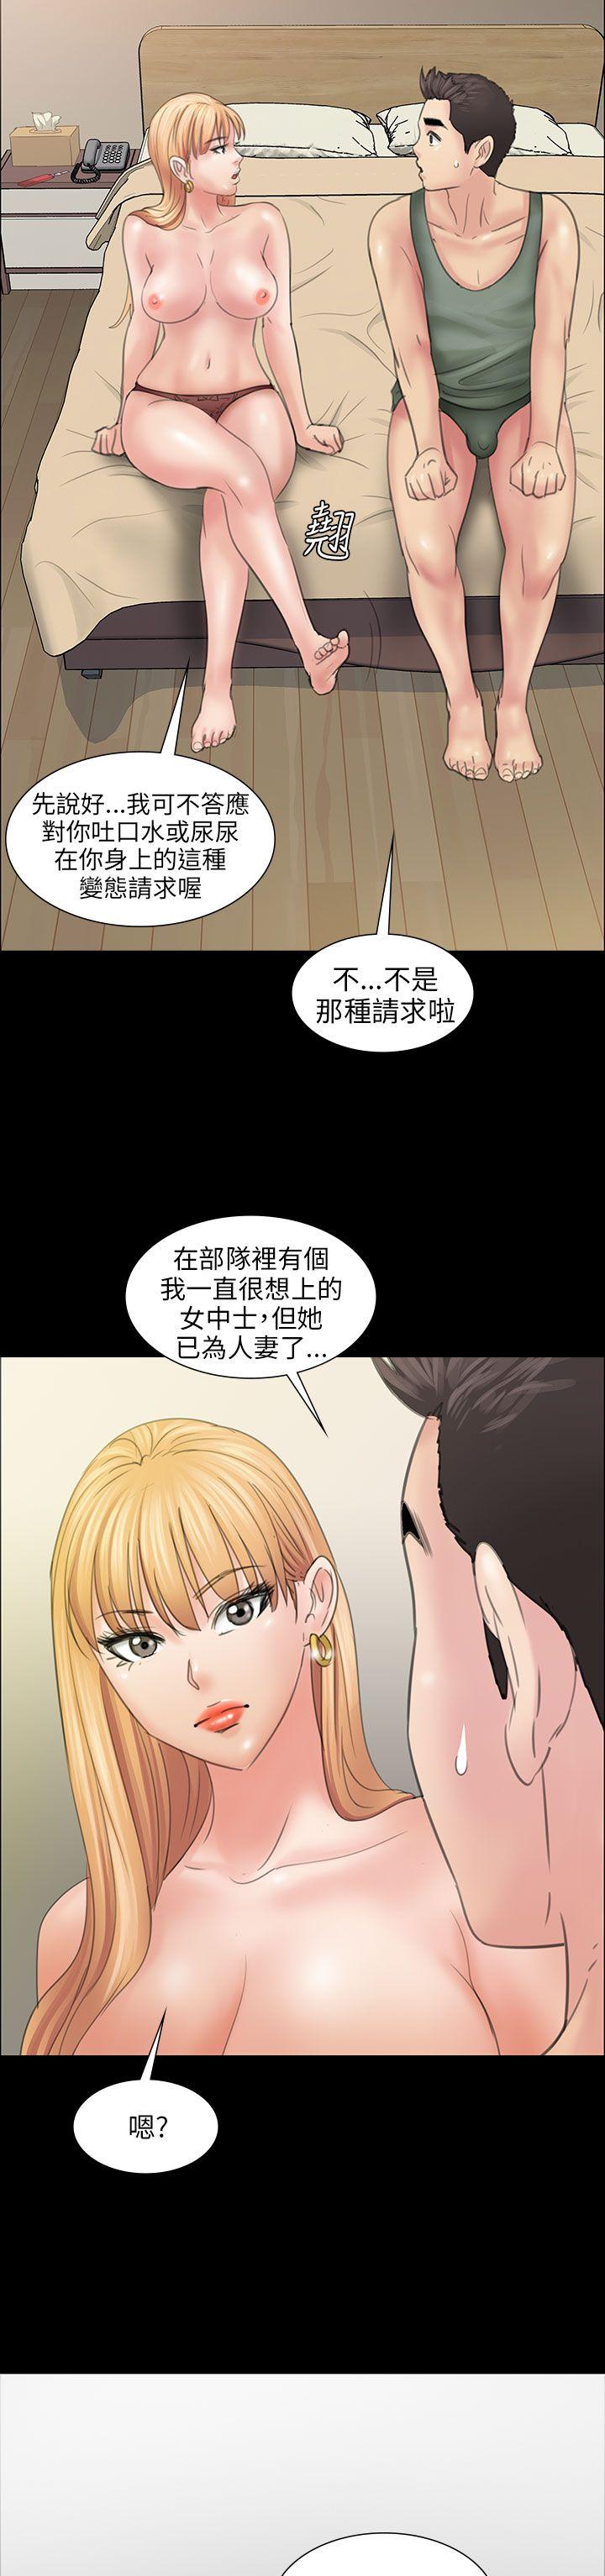 翹
先說好...我可不答應
對你吐口水或尿尿
在你身上的這種
變態請求喔
不...不是
那種請求啦
在部隊裡有個
我一直很想上的
女中士,但她
已為人妻了...
嗯?